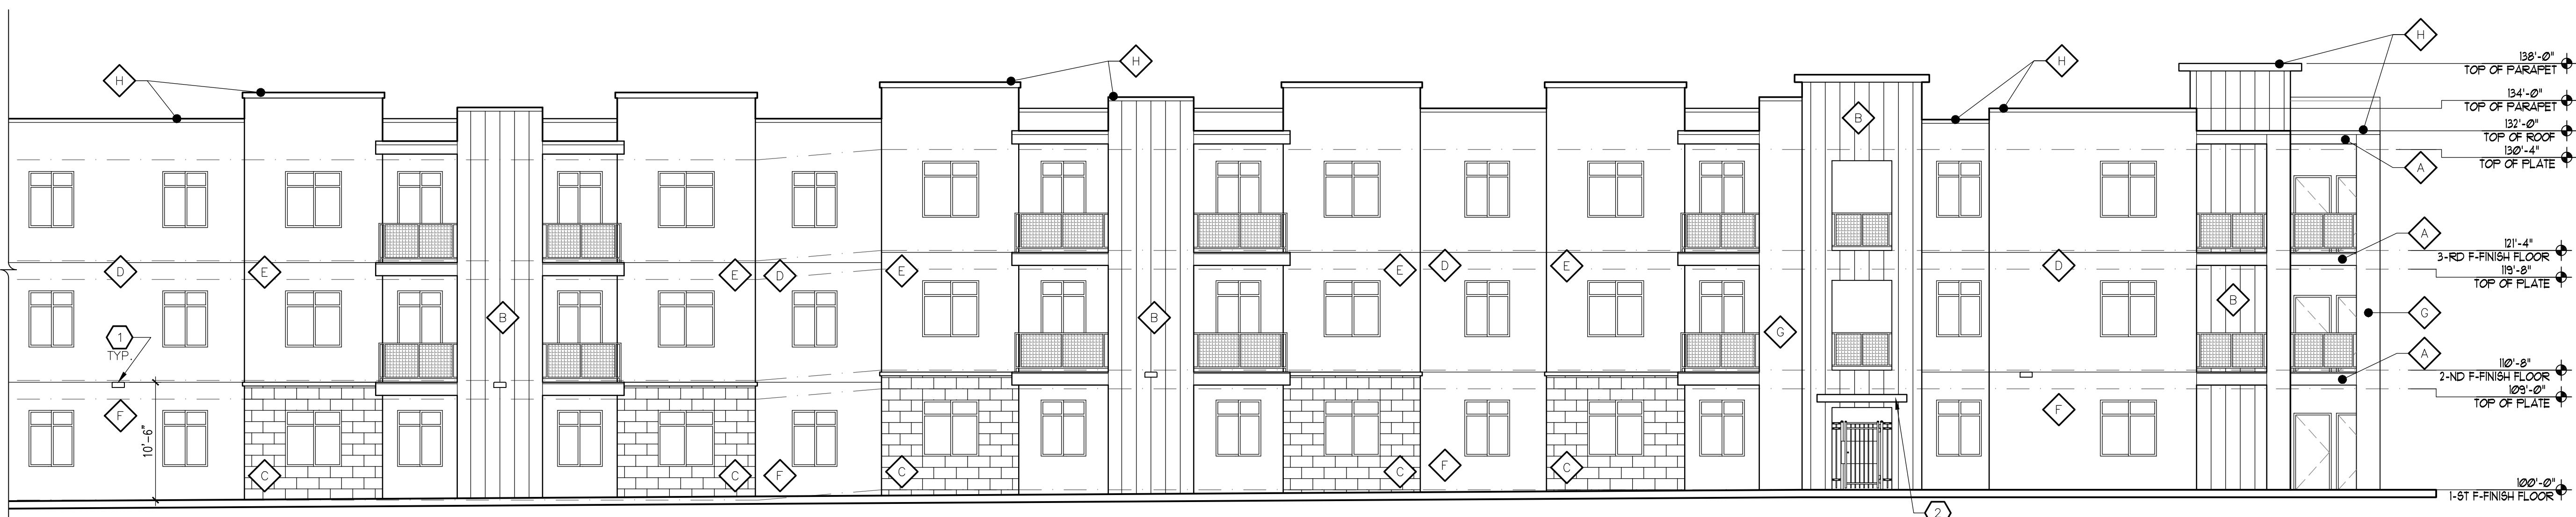 H
H
H
H
138'-0"
TOP OF PARAPET
134'-0"
TOP OF PARAPET
B
132'-0"
TOP OF ROOF
130'-4"
TOP OF PLATE
A
D
E
E
D
E
E
D
E
D
A
121'-4"
3-RD F-FINISH FLOOR
119'-8"
TOP OF PLATE
B
B
B
G
G
1
TYP.
A
110'-8"
2-ND F-FINISH FLOOR
109'-0"
TOP OF PLATE
F
F
10'-6"
C
C
F
C
C
F
C
100'-0"
1-ST F-FINISH FLOOR
2